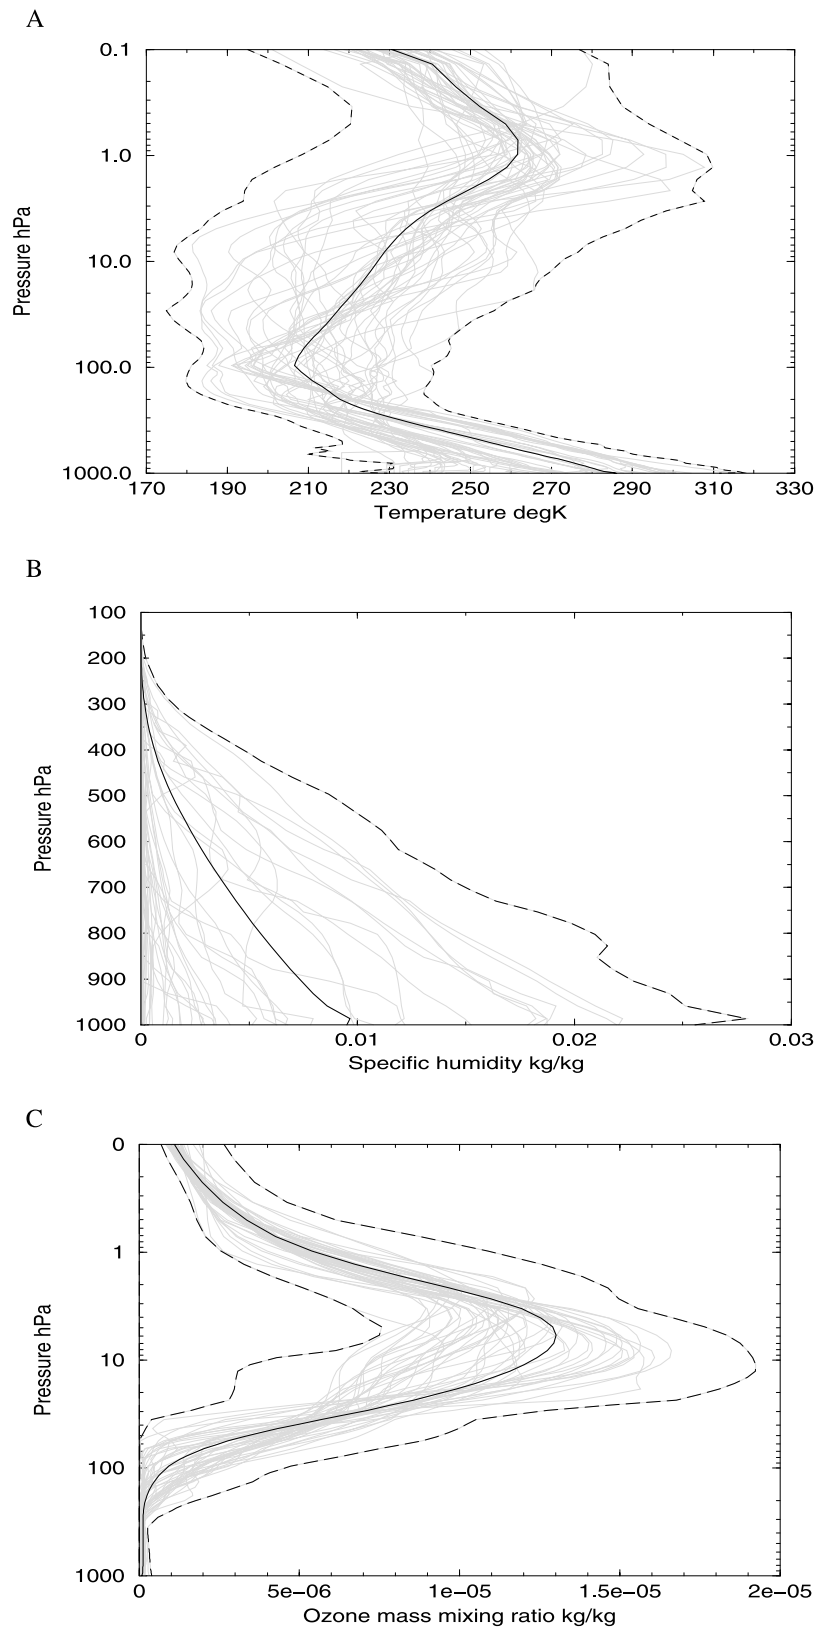 A
0.1
1.0
10.0
100.0
1000.0
Pressure hPa
170 190 210 230 250 270 290 310 330
Temperature degK
B
100
200
300
400
500
600
700
800
900
1000
Pressure hPa
0 0.01 0.02 0.03
Specific humidity kg/kg
C
0
1
10
100
1000
Pressure hPa
0 5e−06 1e−05 1.5e−05 2e−05
Ozone mass mixing ratio kg/kg